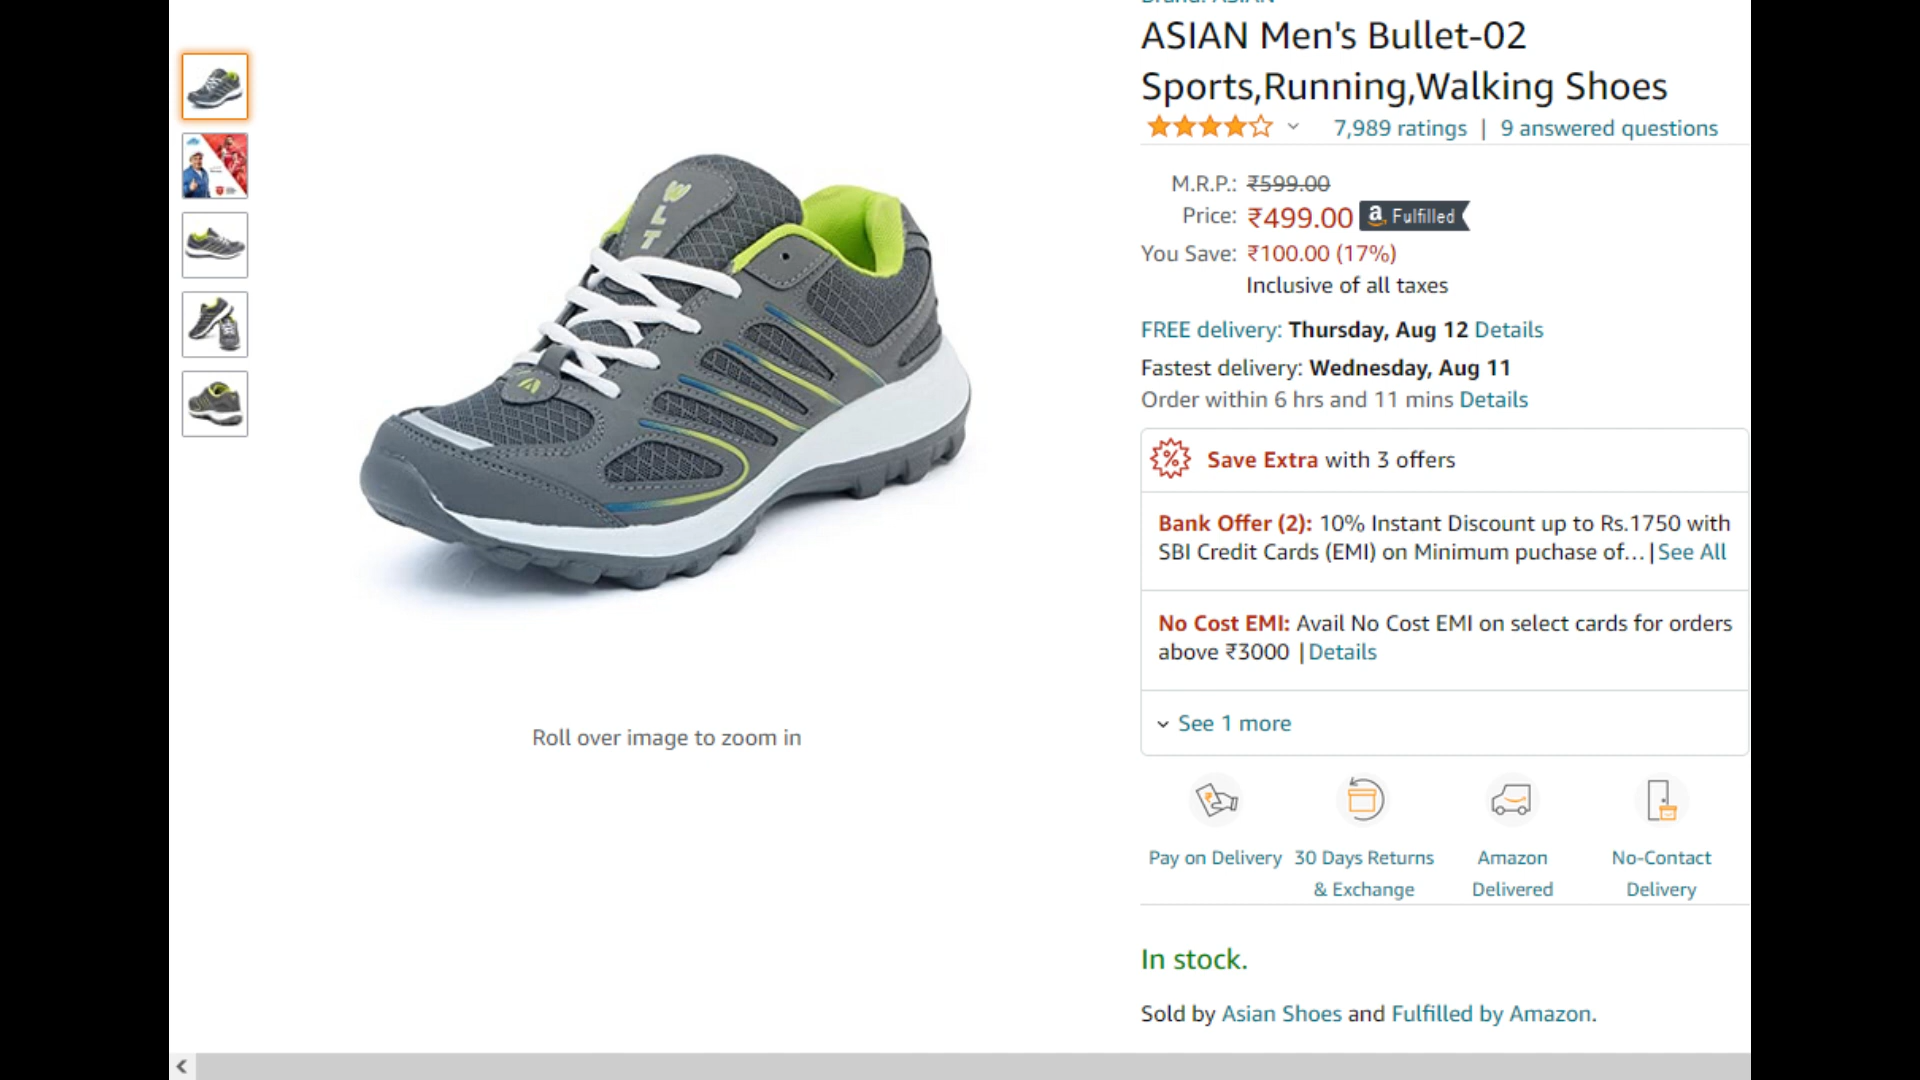 ASIAN Men's Bullet-02
Sports,Running,Walking Shoes
7,989 ratings | 9 answered questions
M.R.P.: ₹599.00
Price: ₹499.00 a Fulfilled
You Save: ₹100.00 (17%)
Inclusive of all taxes
FREE delivery: Thursday, Aug 12 Details
Fastest delivery: Wednesday, Aug 11
Order within 6 hrs and 11 mins Details
Save Extra with 3 offers
Bank Offer (2): 10% Instant Discount up to Rs.1750 with
SBI Credit Cards (EMI) on Minimum puchase of... | See All
No Cost EMI: Avail No Cost EMI on select cards for orders
above ₹3000 | Details
See 1 more
Pay on Delivery
30 Days Returns
& Exchange
Amazon
Delivered
No-Contact
Delivery
In stock.
Sold by Asian Shoes and Fulfilled by Amazon.
WLT
Roll over image to zoom in